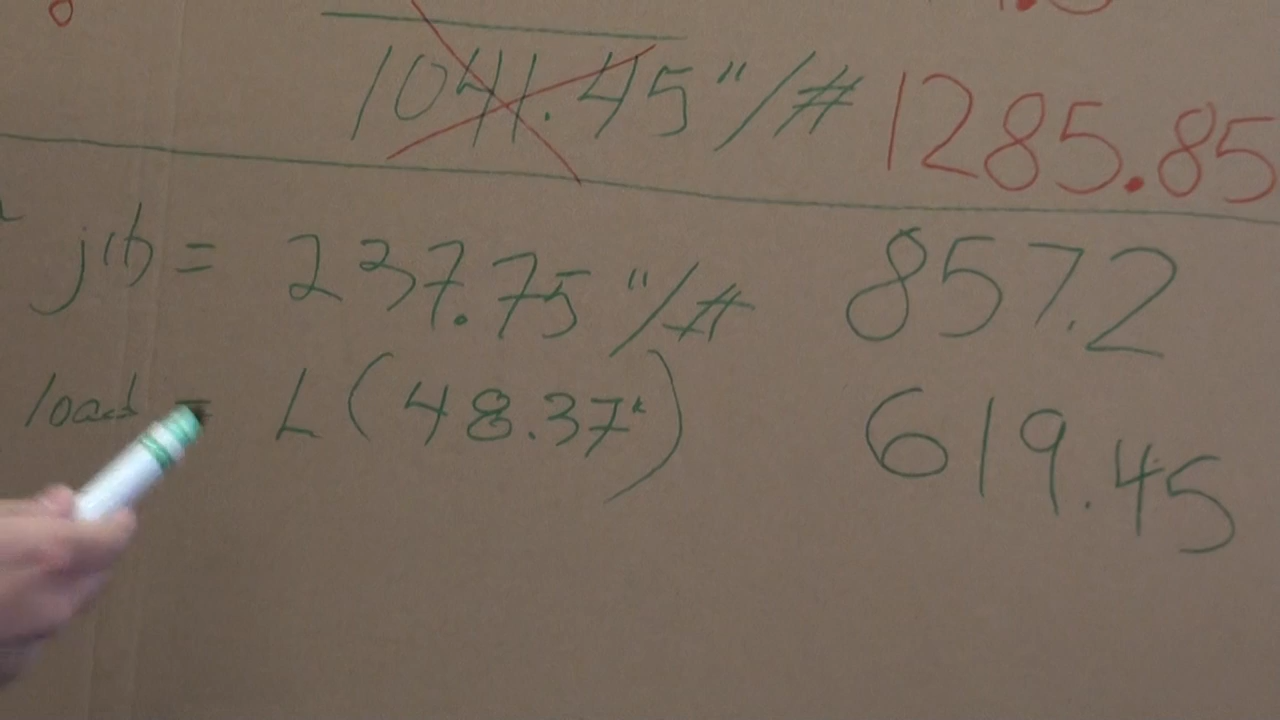 1041.45"/# 1285.85
jib = 237.75"/# 857.2
load = L (48.37") 619.45